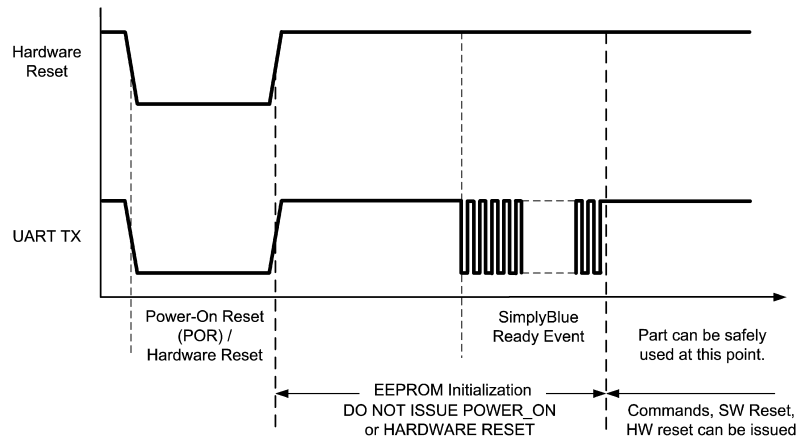 Hardware
Reset
UART TX
Power-On Reset
(POR) /
Hardware Reset
SimplyBlue
Ready Event
Part can be safely
used at this point.
EEPROM Initialization
DO NOT ISSUE POWER_ON
or HARDWARE RESET
Commands, SW Reset,
HW reset can be issued